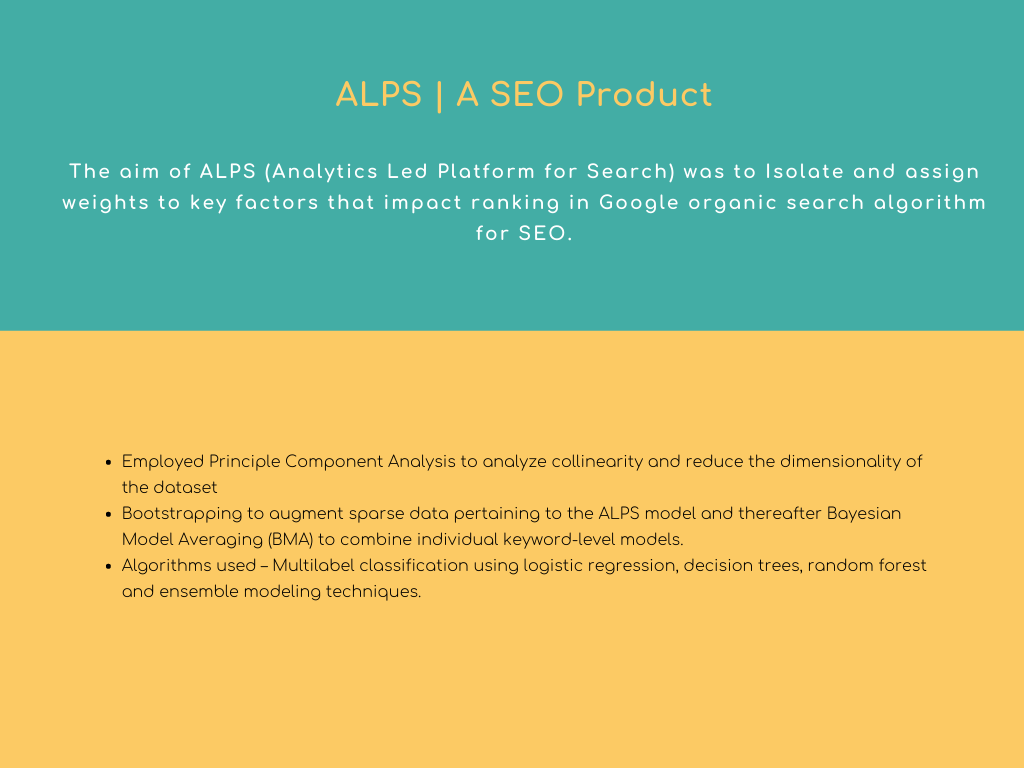 ALPS | A SEO Product
The aim of ALPS (Analytics Led Platform for Search) was to Isolate and assign
weights to key factors that impact ranking in Google organic search algorithm
for SEO.
• Employed Principle Component Analysis to analyze collinearity and reduce the dimensionality of
the dataset
• Bootstrapping to augment sparse data pertaining to the ALPS model and thereafter Bayesian
Model Averaging (BMA) to combine individual keyword-level models.
• Algorithms used – Multilabel classification using logistic regression, decision trees, random forest
and ensemble modeling techniques.